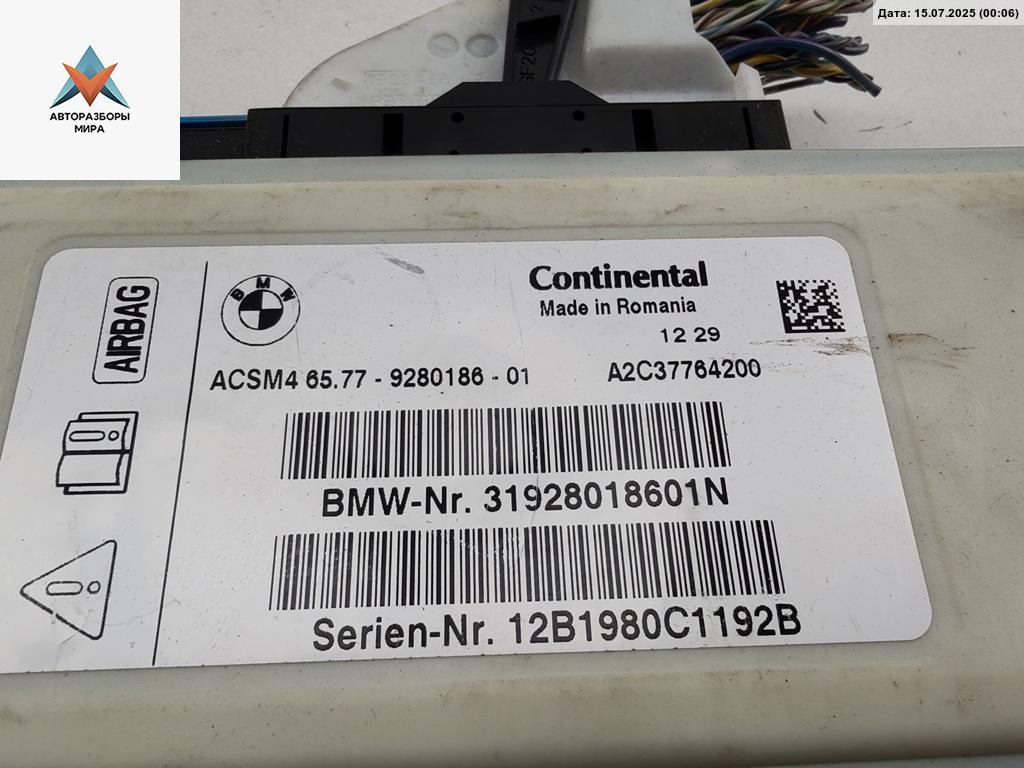 Дата: 15.07.2025 (00:06)
АВТОРАЗБОРЫ
МИРА
AIRBAG
BMW
Continental
Made in Romania
12 29
ACSM4 65.77 - 9280186 - 01
A2C37764200
BMW-Nr. 31928018601N
Serien-Nr. 12B1980C1192B